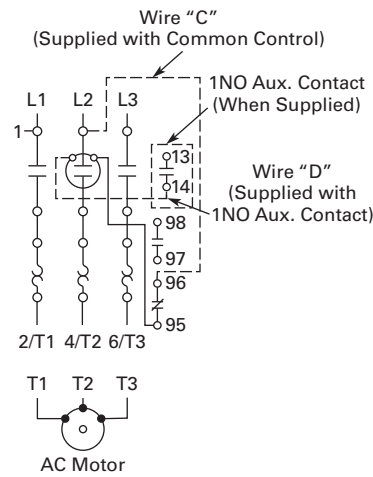 Wire “C”
(Supplied with Common Control)
1NO Aux. Contact
(When Supplied)
L1 L2 L3
1
13
14
Wire “D”
(Supplied with
1NO Aux. Contact)
98
97
96
95
2/T1 4/T2 6/T3
T1 T2 T3
AC Motor